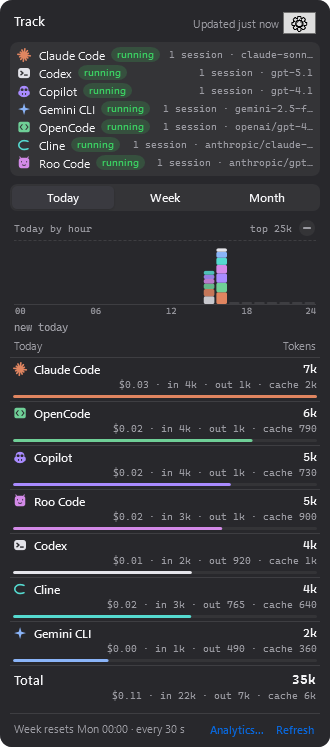 Track
Updated just now
Claude Code running 1 session · claude-sonn…
Codex running 1 session · gpt-5.1
Copilot running 1 session · gpt-4.1
Gemini CLI running 1 session · gemini-2.5-f…
OpenCode running 1 session · openai/gpt-4…
Cline running 1 session · anthropic/claude-…
Roo Code running 1 session · anthropic/gpt…
Today Week Month
Today by hour top 25k
00 06 12 18 24
new today
Today Tokens
Claude Code 7k
$0.03 · in 4k · out 1k · cache 2k
OpenCode 6k
$0.02 · in 4k · out 1k · cache 790
Copilot 5k
$0.02 · in 4k · out 1k · cache 730
Roo Code 5k
$0.02 · in 3k · out 1k · cache 900
Codex 4k
$0.01 · in 2k · out 920 · cache 1k
Cline 4k
$0.02 · in 3k · out 765 · cache 640
Gemini CLI 2k
$0.00 · in 1k · out 490 · cache 360
Total 35k
$0.11 · in 22k · out 7k · cache 6k
Week resets Mon 00:00 · every 30 s Analytics... Refresh